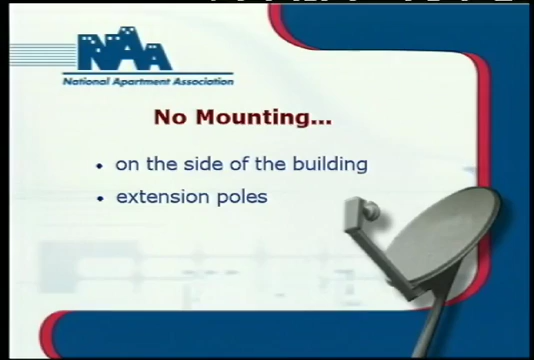 NAA
National Apartment Association
No Mounting...
• on the side of the building
• extension poles